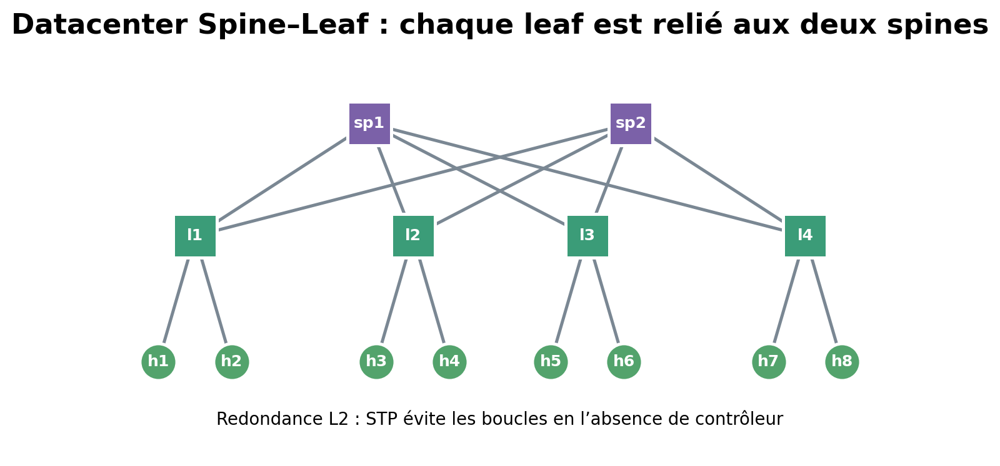 Datacenter Spine–Leaf : chaque leaf est relié aux deux spines
sp1 sp2
l1 l2 l3 l4
h1 h2 h3 h4 h5 h6 h7 h8
Redondance L2 : STP évite les boucles en l’absence de contrôleur